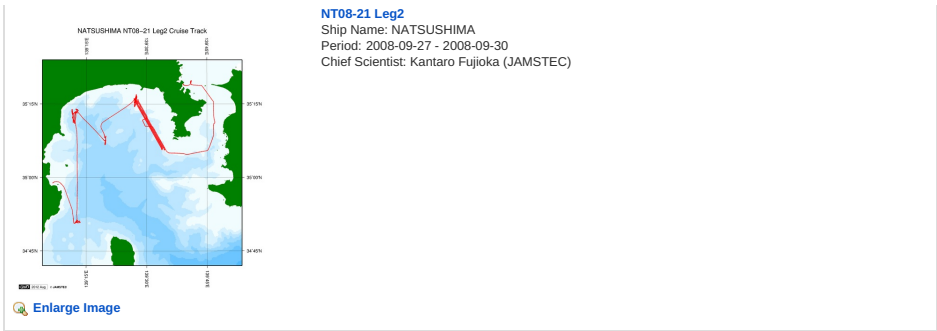 NT08-21 Leg2
Ship Name: NATSUSHIMA
Period: 2008-09-27 - 2008-09-30
Chief Scientist: Kantaro Fujioka (JAMSTEC)
NATSUSHIMA NT08-21 Leg2 Cruise Track
35°15'N 35°15'N
35°00'N 35°00'N
34°45'N 34°45'N
Enlarge Image